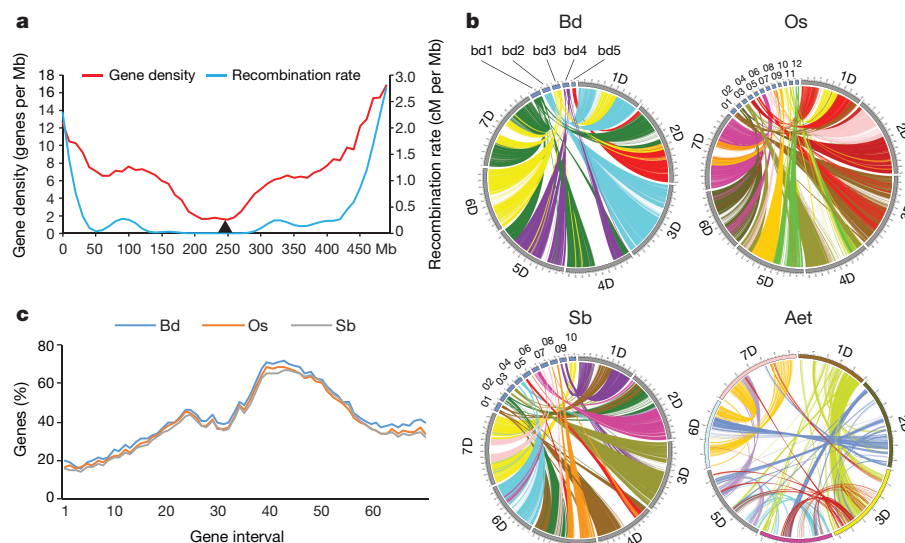 a
Gene density
Recombination rate
Gene density (genes per Mb)
18
16
14
12
10
8
6
4
2
0
3.0
2.5
2.0
1.5
1.0
0.5
0
Recombination rate (cM per Mb)
0 50 100 150 200 250 300 350 400 450 Mb
b
Bd
bd1 bd2 bd3 bd4 bd5
1D
2D
3D
4D
5D
6D
7D
Os
01 02 03 04 05 06 07 08 09 10 11 12
1D
4D
5D
6D
7D
c
Bd Os Sb
Genes (%)
80
60
40
20
0
1 10 20 30 40 50 60
Gene interval
Sb
01 02 03 04 05 06 07 08 09 10
1D
2D
3D
4D
6D
7D
Aet
1D
3D
5D
6D
7D